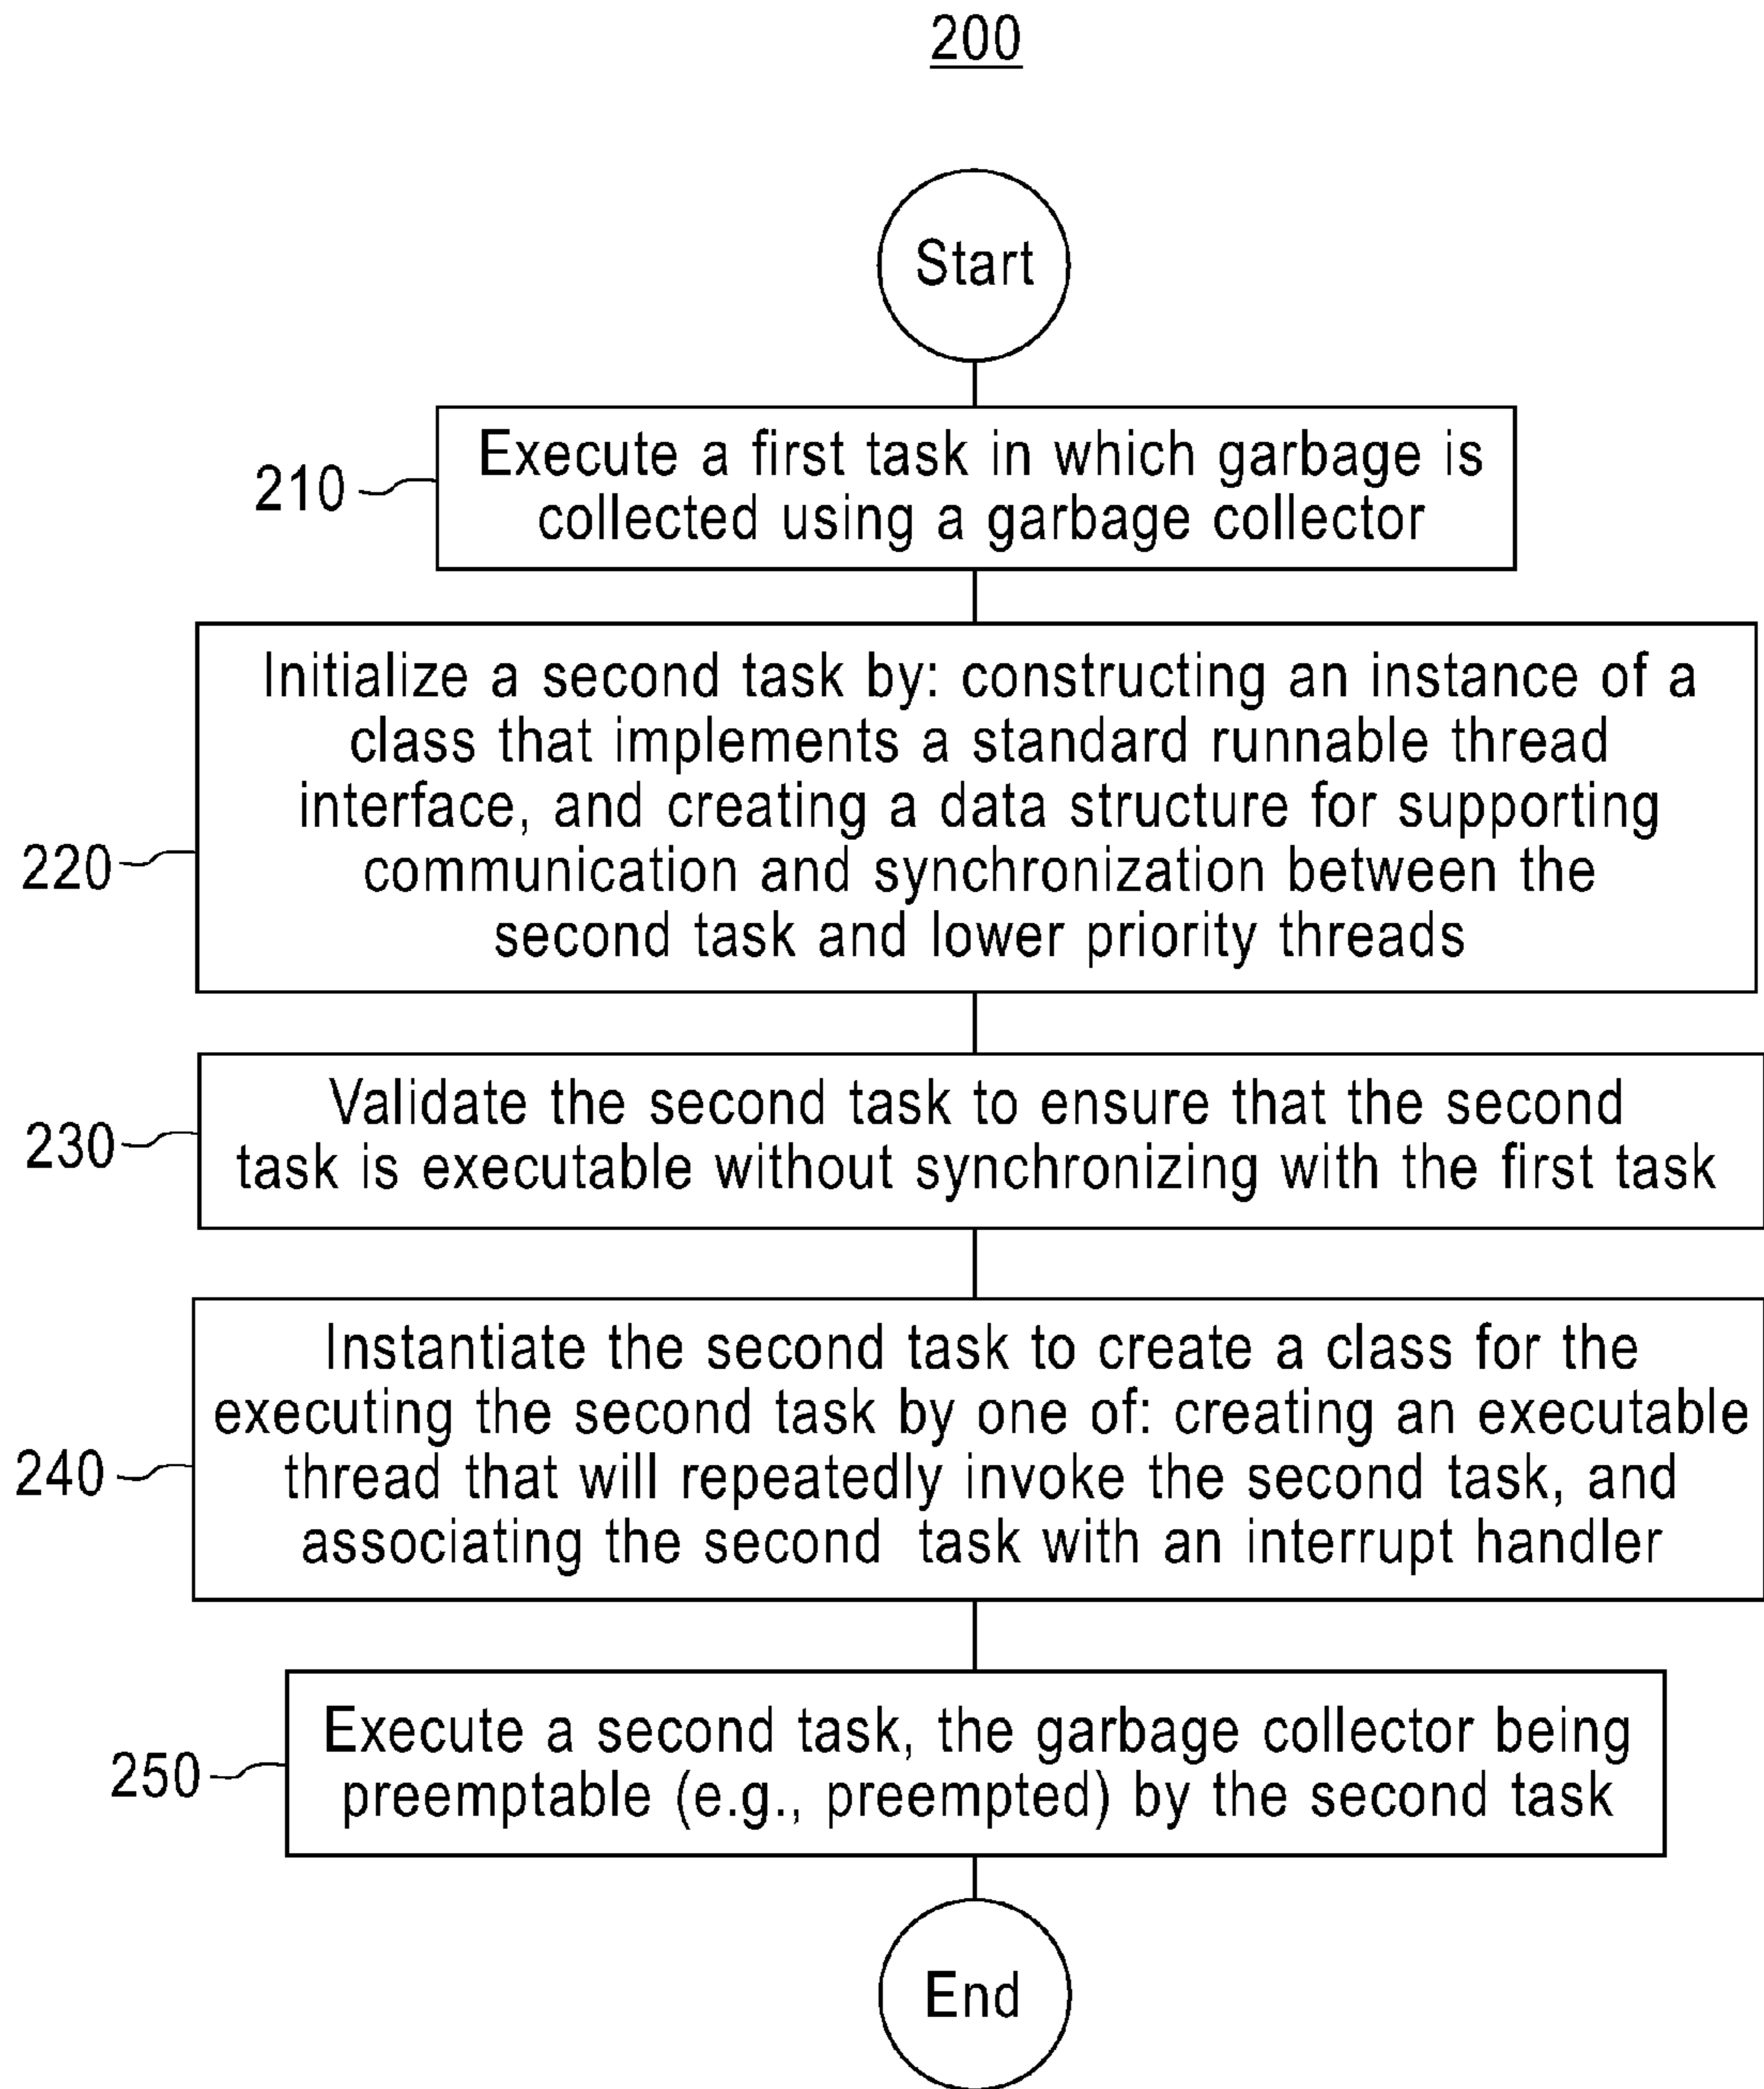 200
Start
210
Execute a first task in which garbage is
collected using a garbage collector
220
Initialize a second task by: constructing an instance of a
class that implements a standard runnable thread
interface, and creating a data structure for supporting
communication and synchronization between the
second task and lower priority threads
230
Validate the second task to ensure that the second
task is executable without synchronizing with the first task
240
Instantiate the second task to create a class for the
executing the second task by one of: creating an executable
thread that will repeatedly invoke the second task, and
associating the second task with an interrupt handler
250
Execute a second task, the garbage collector being
preemptable (e.g., preempted) by the second task
End